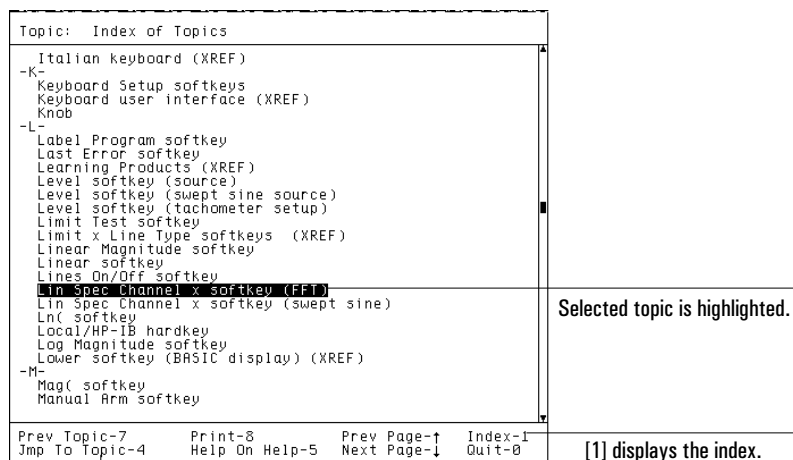 Topic: Index of Topics
Italian keyboard (XREF)
-K-
Keyboard Setup softkeys
Keyboard user interface (XREF)
Knob
-L-
Label Program softkey
Last Error softkey
Learning Products (XREF)
Level softkey (source)
Level softkey (swept sine source)
Level softkey (tachometer setup)
Limit Test softkey
Limit x Line Type softkeys (XREF)
Linear Magnitude softkey
Linear softkey
Lines On/Off softkey
Lin Spec Channel x softkey (FFT)
Lin Spec Channel x softkey (swept sine)
Selected topic is highlighted.
Ln( softkey
Local/HP-IB hardkey
Log Magnitude softkey
Lower softkey (BASIC display) (XREF)
-M-
Mag( softkey
Manual Arm softkey
Prev Topic-7 Print-8 Prev Page-↑ Index-1
Jmp To Topic-4 Help On Help-5 Next Page-↓ Quit-0
[1] displays the index.